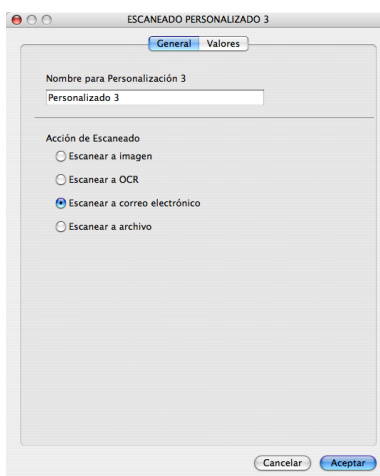 ESCANEADO PERSONALIZADO 3
General Valores
Nombre para Personalización 3
Personalizado 3
Acción de Escaneado
Escanear a imagen
Escanear a OCR
Escanear a correo electrónico
Escanear a archivo
Cancelar Aceptar